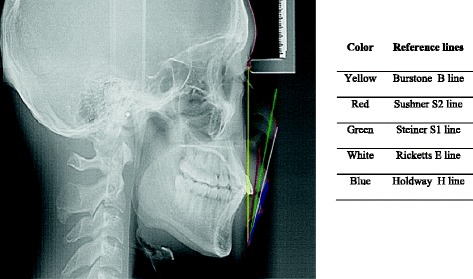 Color Reference lines
Yellow Burstone B line
Red Sushner S2 line
Green Steiner S1 line
White Ricketts E line
Blue Holdway H line